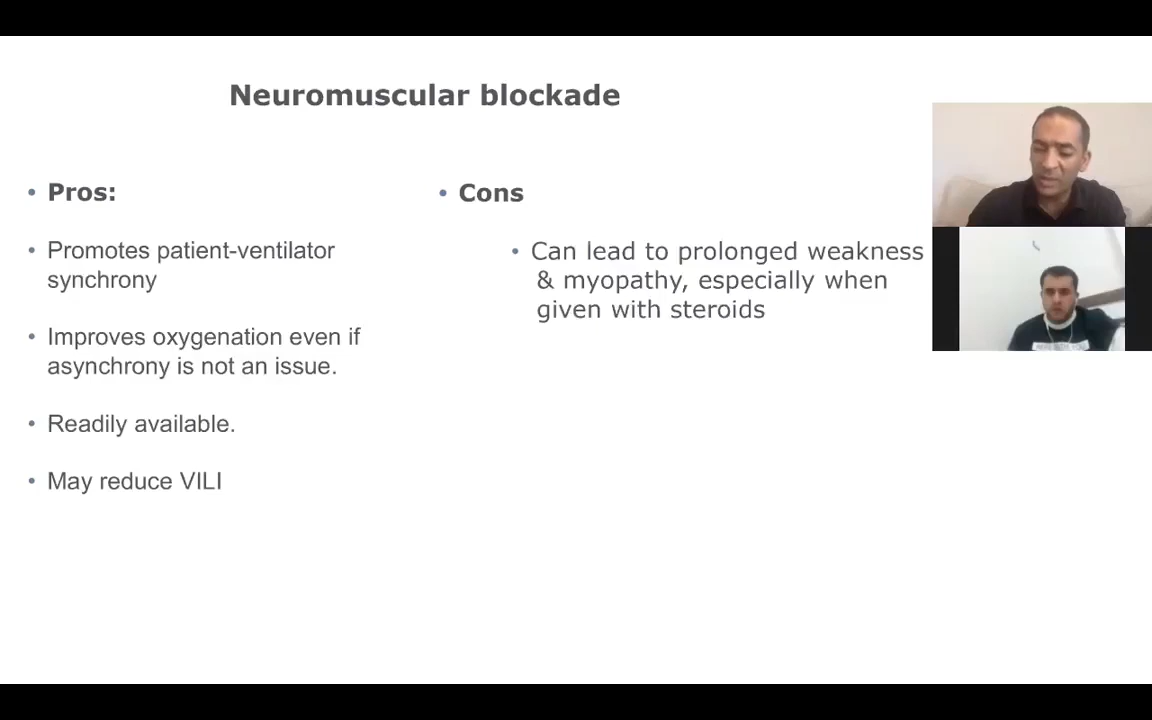 Neuromuscular blockade
• Pros:
• Promotes patient-ventilator
synchrony
• Improves oxygenation even if
asynchrony is not an issue.
• Readily available.
• May reduce VILI
• Cons
• Can lead to prolonged weakness
& myopathy, especially when
given with steroids